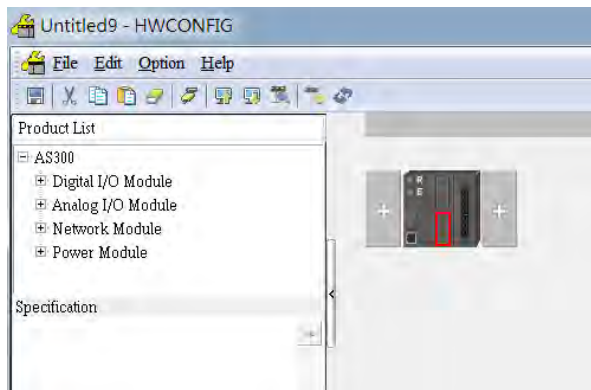 Untitled9 - HWCONFIG
File Edit Option Help
Product List
AS300
Digital I/O Module
Analog I/O Module
Network Module
Power Module
Specification
R
E